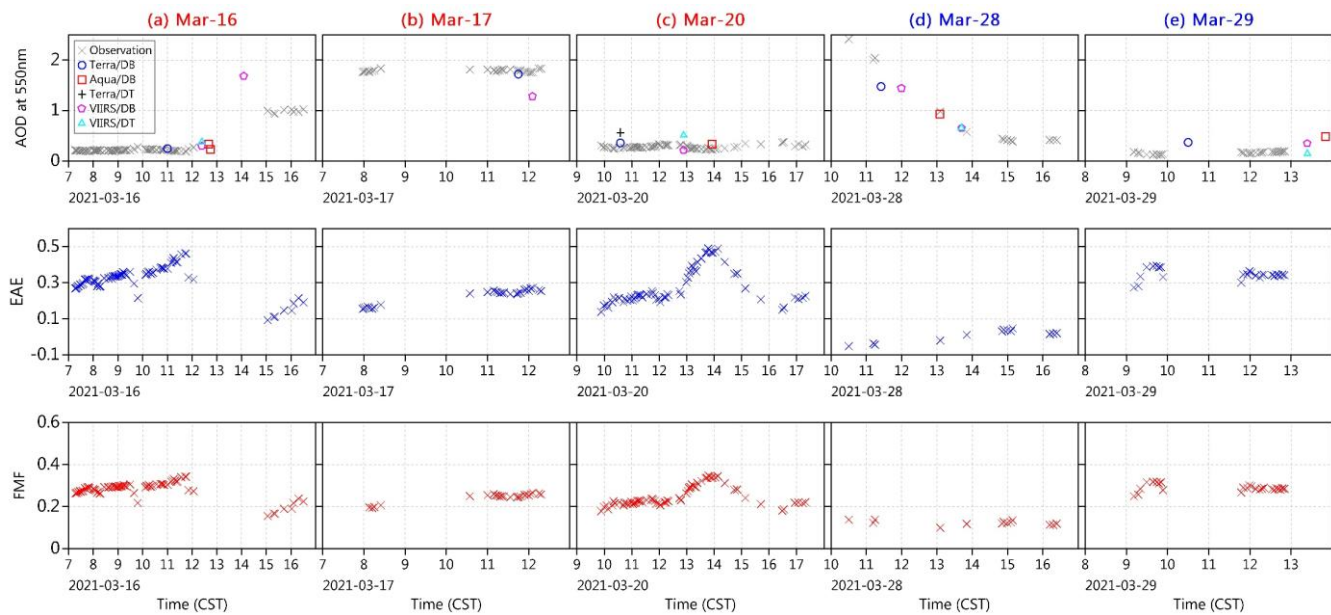 (a) Mar-16 (b) Mar-17 (c) Mar-20 (d) Mar-28 (e) Mar-29
AOD at 550nm
2
1
0
Observation
Terra/DB
Aqua/DB
Terra/DT
VIIRS/DB
VIIRS/DT
7 8 9 10 11 12 13 14 15 16 7 8 9 10 11 12 9 10 11 12 13 14 15 16 17 10 11 12 13 14 15 16 8 9 10 11 12 13
2021-03-16 2021-03-17 2021-03-20 2021-03-28 2021-03-29
EAE
0.5
0.3
0.1
-0.1
7 8 9 10 11 12 13 14 15 16 7 8 9 10 11 12 9 10 11 12 13 14 15 16 17 10 11 12 13 14 15 16 8 9 10 11 12 13
2021-03-16 2021-03-17 2021-03-20 2021-03-28 2021-03-29
FMF
0.6
0.4
0.2
0
7 8 9 10 11 12 13 14 15 16 7 8 9 10 11 12 9 10 11 12 13 14 15 16 17 10 11 12 13 14 15 16 8 9 10 11 12 13
2021-03-16 2021-03-17 2021-03-20 2021-03-28 2021-03-29
Time (CST) Time (CST) Time (CST) Time (CST) Time (CST)